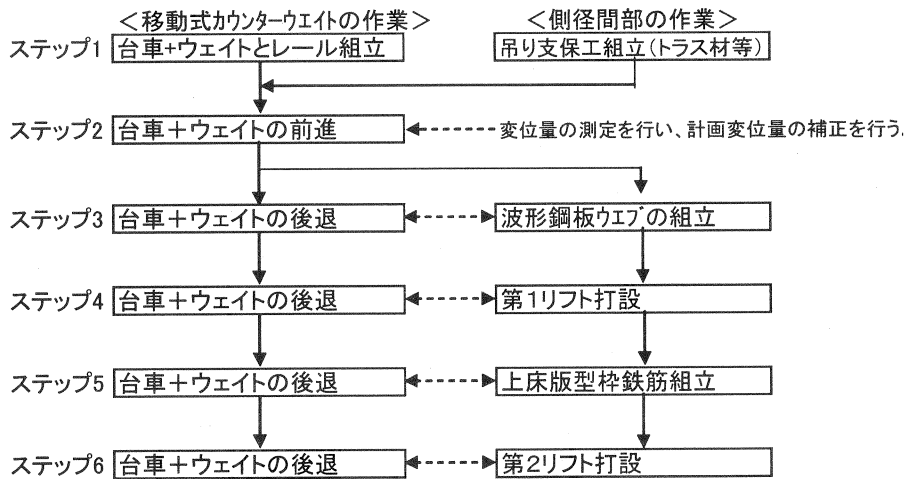 ＜移動式カウンターウエイトの作業＞ ＜側径間部の作業＞
ステップ1 台車+ウェイトとレール組立 吊り支保工組立(トラス材等)
ステップ2 台車＋ウェイトの前進 変位量の測定を行い、計画変位量の補正を行う.
ステップ3 台車＋ウェイトの後退 波形鋼板ウエブの組立
ステップ4 台車＋ウェイトの後退 第1リフト打設
ステップ5 台車＋ウェイトの後退 上床版型枠鉄筋組立
ステップ6 台車＋ウェイトの後退 第2リフト打設